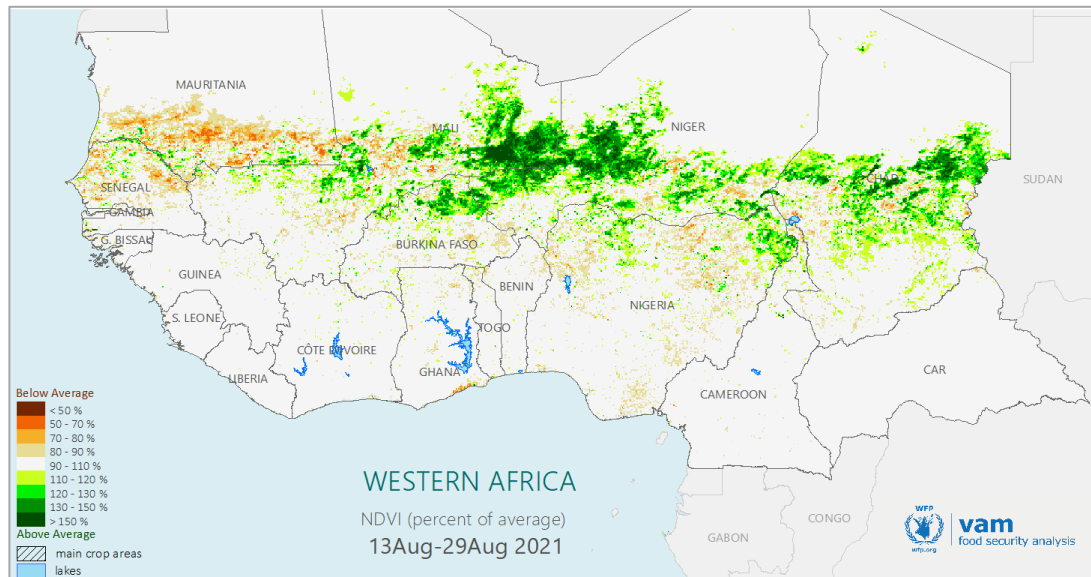 MAURITANIA
MALI
NIGER
SUDAN
SENEGAL
GAMBIA
G. BISSAU
BURKINA FASO
GUINEA
BENIN
NIGERIA
S. LEONE
TOGO
CÔTE D'IVOIRE
LIBERIA
GHANA
CAMEROON
CAR
CONGO
GABON
Below Average
< 50 %
50 - 70 %
70 - 80 %
80 - 90 %
90 - 110 %
110 - 120 %
120 - 130 %
130 - 150 %
> 150 %
Above Average
main crop areas
lakes
WESTERN AFRICA
NDVI (percent of average)
13Aug-29Aug 2021
WFP
wfp.org
vam
food security analysis